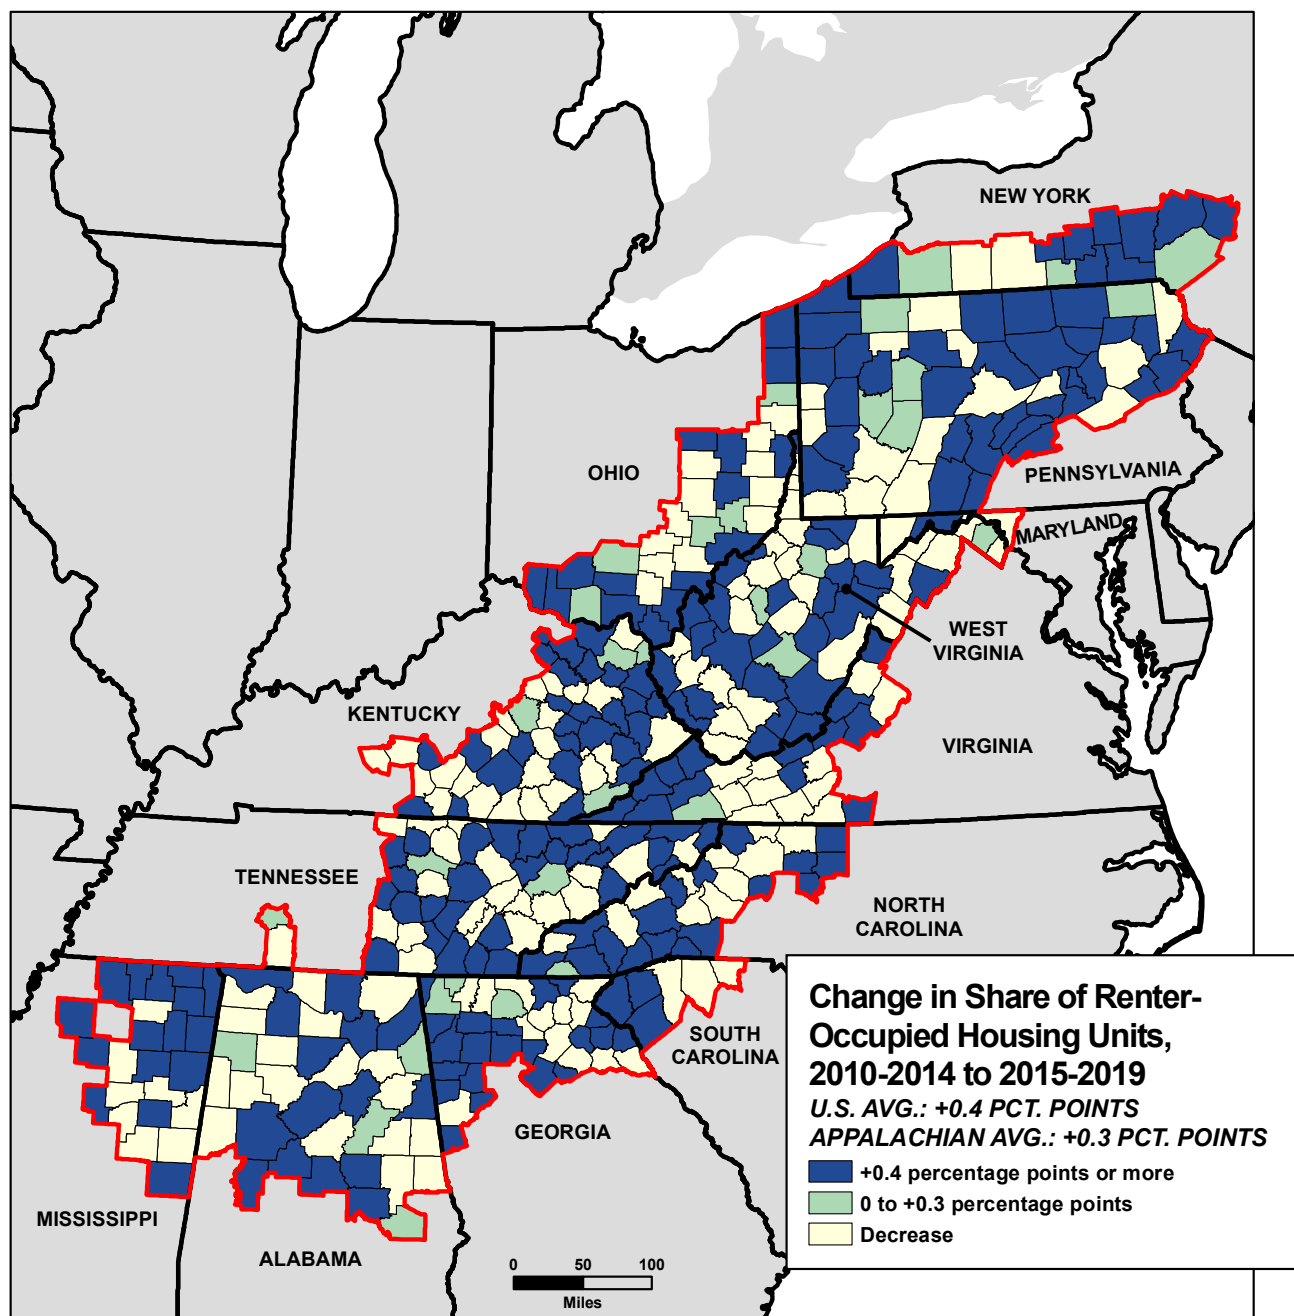 NEW YORK
OHIO
PENNSYLVANIA
MARYLAND
WEST
VIRGINIA
KENTUCKY
VIRGINIA
TENNESSEE
NORTH
CAROLINA
SOUTH
CAROLINA
GEORGIA
MISSISSIPPI
ALABAMA
Change in Share of Renter-
Occupied Housing Units,
2010-2014 to 2015-2019
U.S. AVG.: +0.4 PCT. POINTS
APPALACHIAN AVG.: +0.3 PCT. POINTS
+0.4 percentage points or more
0 to +0.3 percentage points
Decrease
0 50 100
Miles